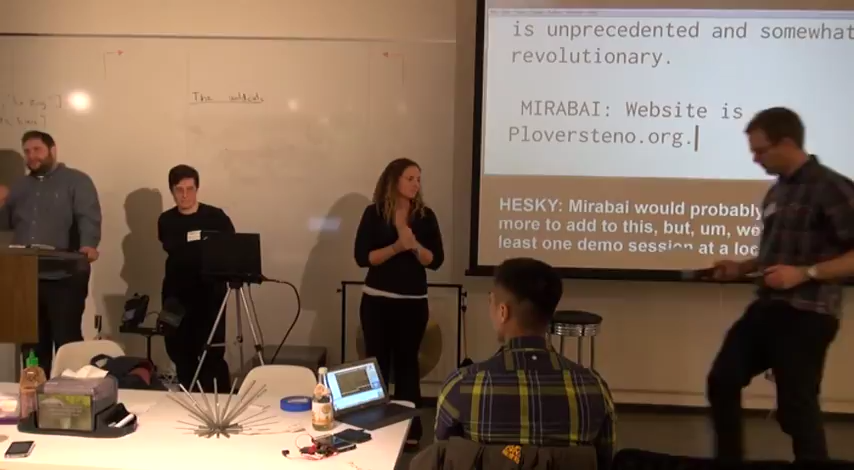 is unprecedented and somewhat
revolutionary.
MIRABAI: Website is
Ploversteno.org.
HESKY: Mirabai would probably
more to add to this, but, um, we
least one demo session at a loc
The